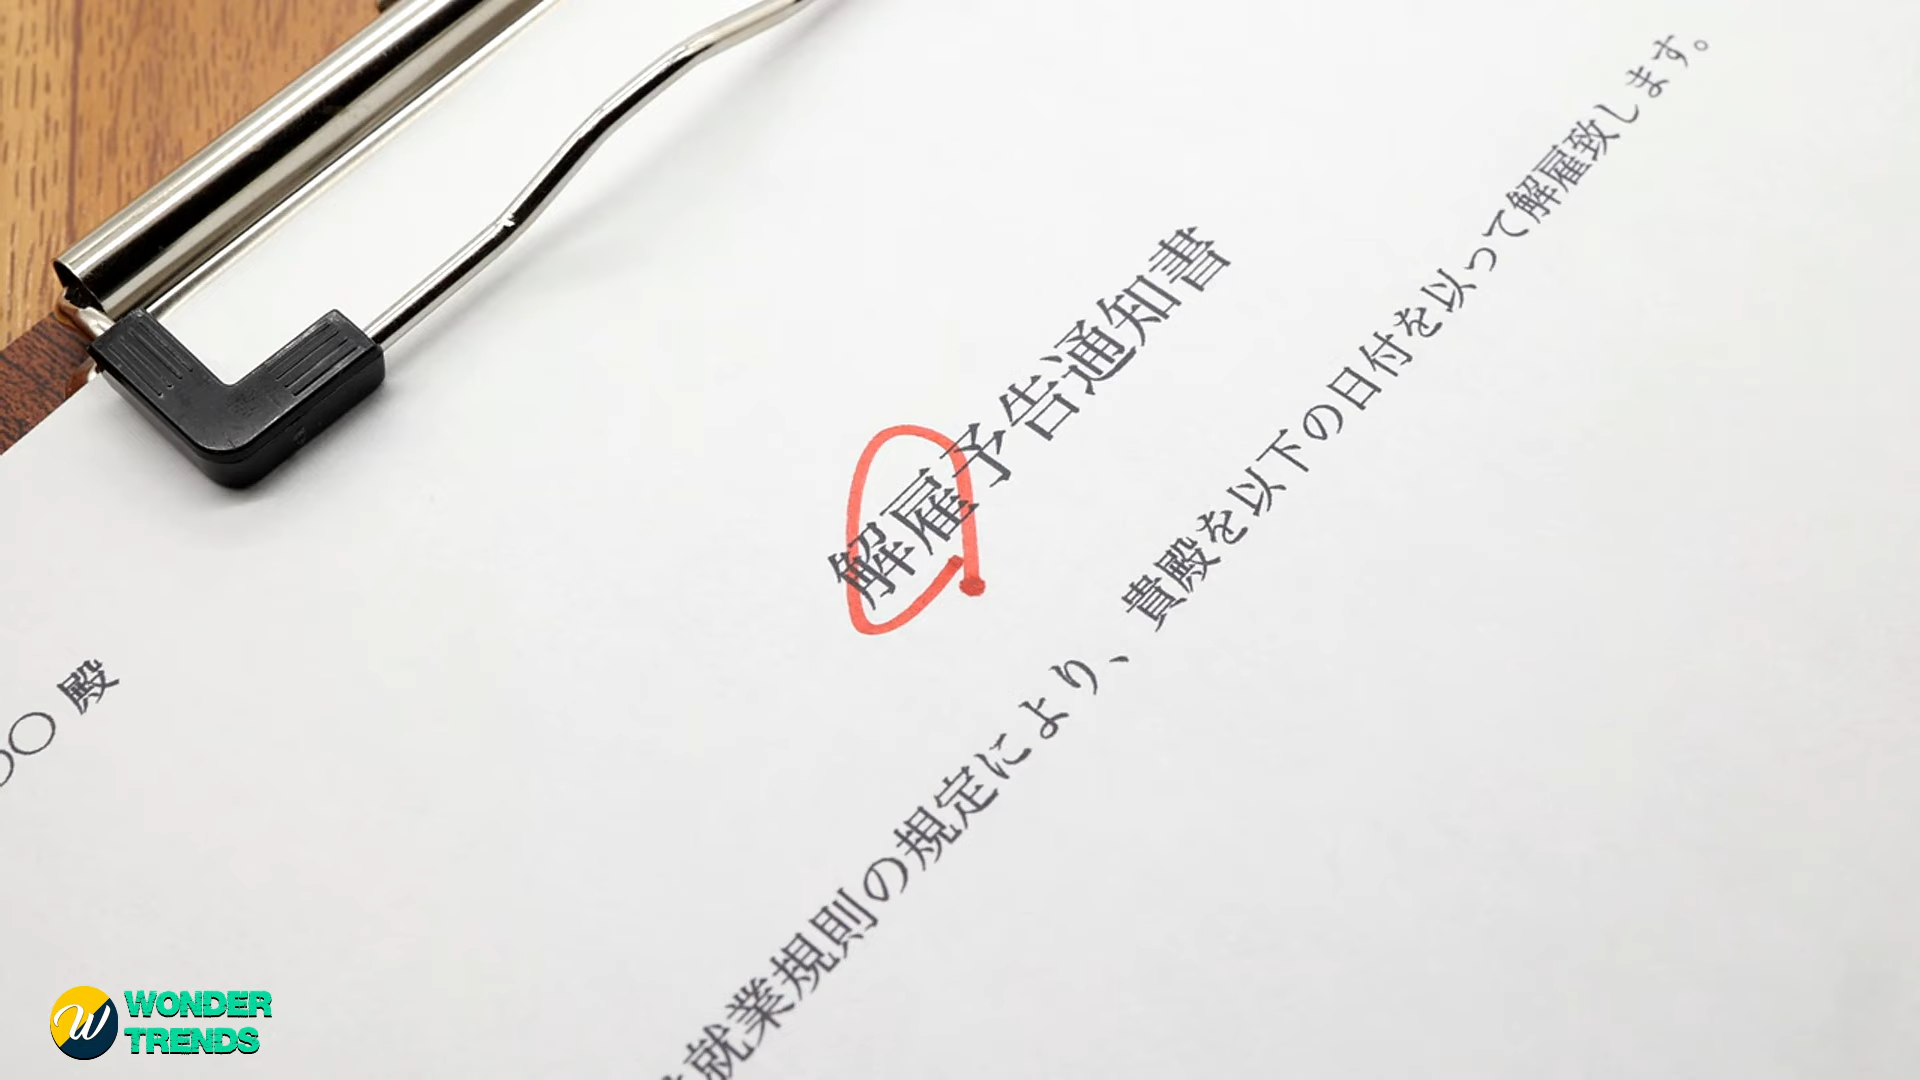 解雇予告通知書
〇〇 殿
就業規則の規定により、貴殿を以下の日付を以って解雇致します。
W
WONDER
TRENDS